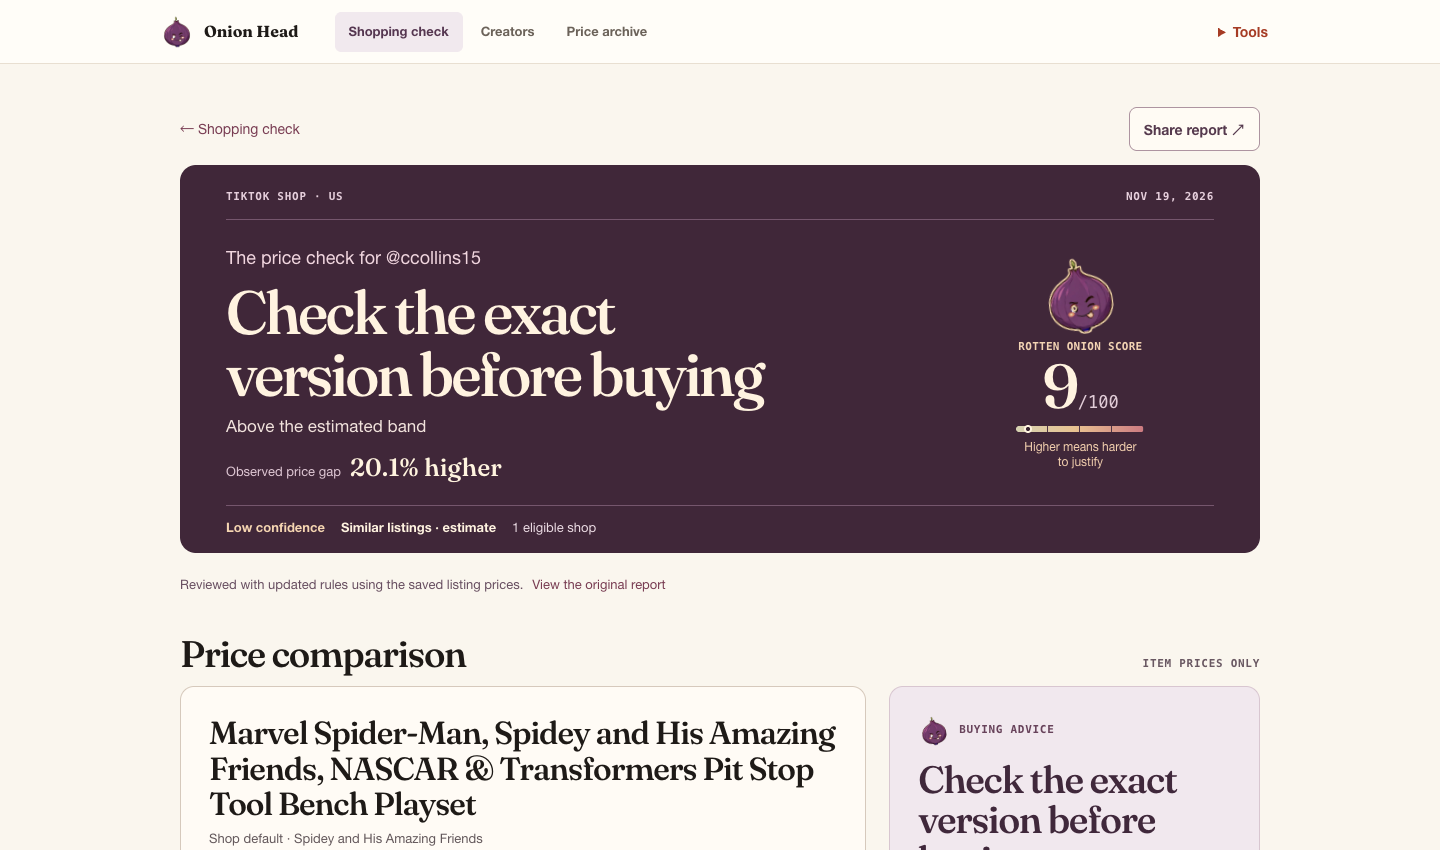 Onion Head
Shopping check
Creators
Price archive
▶ Tools
← Shopping check
Share report ↗
TIKTOK SHOP · US
NOV 19, 2026
The price check for @ccollins15
Check the exact
version before buying
Above the estimated band
Observed price gap 20.1% higher
ROTTEN ONION SCORE
9/100
Higher means harder
to justify
Low confidence Similar listings · estimate 1 eligible shop
Reviewed with updated rules using the saved listing prices. View the original report
Price comparison
ITEM PRICES ONLY
Marvel Spider-Man, Spidey and His Amazing
Friends, NASCAR & Transformers Pit Stop
Tool Bench Playset
Shop default · Spidey and His Amazing Friends
BUYING ADVICE
Check the exact
version before